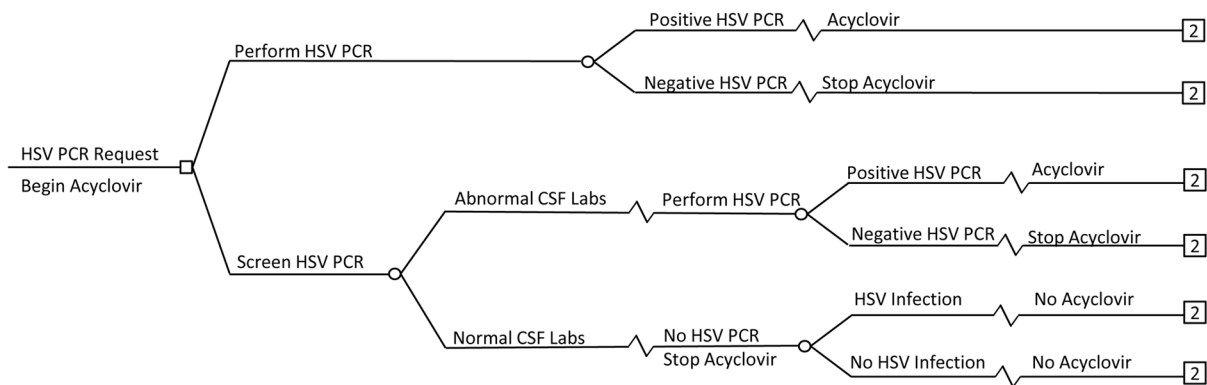 Positive HSV PCR Acyclovir 2
Perform HSV PCR
Negative HSV PCR Stop Acyclovir 2
HSV PCR Request
Begin Acyclovir
Positive HSV PCR Acyclovir 2
Abnormal CSF Labs Perform HSV PCR
Negative HSV PCR Stop Acyclovir 2
Screen HSV PCR
HSV Infection No Acyclovir 2
Normal CSF Labs No HSV PCR
Stop Acyclovir
No HSV Infection No Acyclovir 2